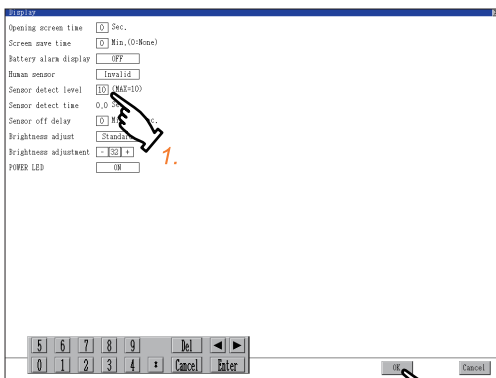 Display
Opening screen time 0 Sec.
Screen save time 0 Min.(0:None)
Battery alarm display OFF
Human sensor Invalid
Sensor detect level 10 (MAX=10)
Sensor detect time 0.0
Sensor off delay 0
Brightness adjust Standard
Brightness adjustment - 32 +
POWER LED ON
1.
5 6 7 8 9 Del ◀ ▶
0 1 2 3 4 Cancel Enter
OK Cancel